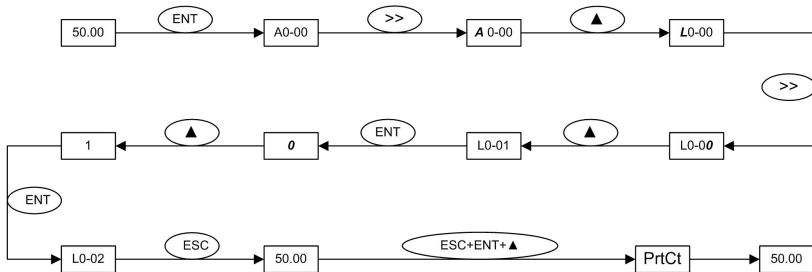 ENT >> ▲
50.00 A0-00 A 0-00 L0-00
>>
▲ ENT ▲
1 0 L0-01 L0-00
ENT
ESC ESC+ENT+▲
L0-02 50.00 PrtCt 50.00